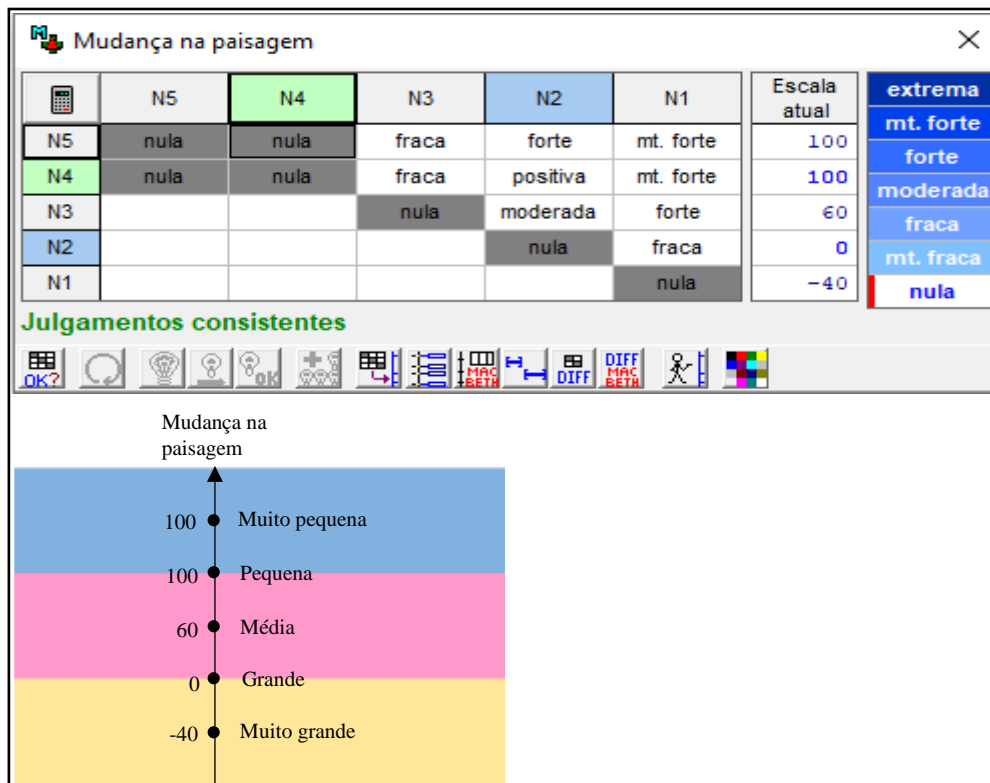 Mudança na paisagem
N5 N4 N3 N2 N1 Escala atual
N5 nula nula fraca forte mt. forte 100
N4 nula nula fraca positiva mt. forte 100
N3 nula moderada forte 60
N2 nula fraca 0
N1 nula -40
extrema
mt. forte
forte
moderada
fraca
mt. fraca
nula
Julgamentos consistentes
OK? OK MAC BETH DIFF DIFF MAC BETH
Mudança na
paisagem
100 Muito pequena
100 Pequena
60 Média
0 Grande
-40 Muito grande